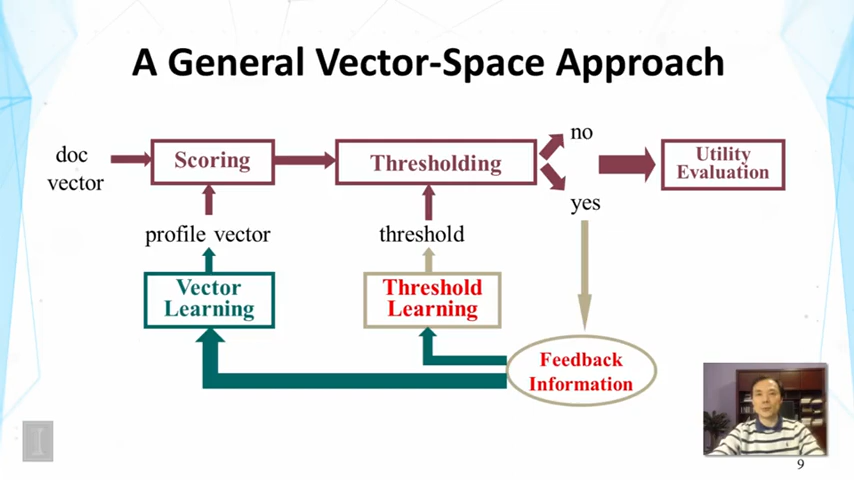 A General Vector-Space Approach
doc
vector
Scoring
Thresholding
no
yes
Utility
Evaluation
profile vector
threshold
Vector
Learning
Threshold
Learning
Feedback
Information
9